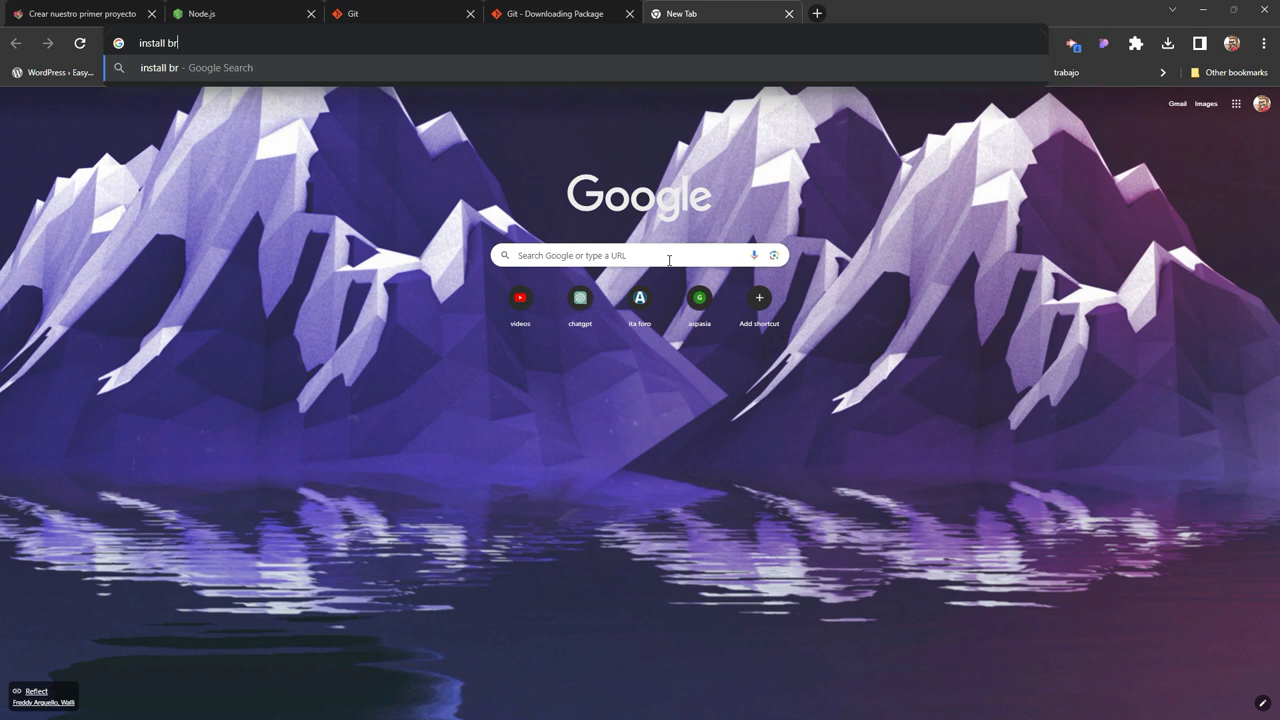 Crear nuestro primer proyecto
Node.js
Git
Git - Downloading Package
New Tab
install br
install br - Google Search
WordPress › Easy...
trabajo
Other bookmarks
Gmail
Images
Google
Search Google or type a URL
videos
chatgpt
ita foro
aspasia
Add shortcut
Reflect
Freddy Arguello, Walli